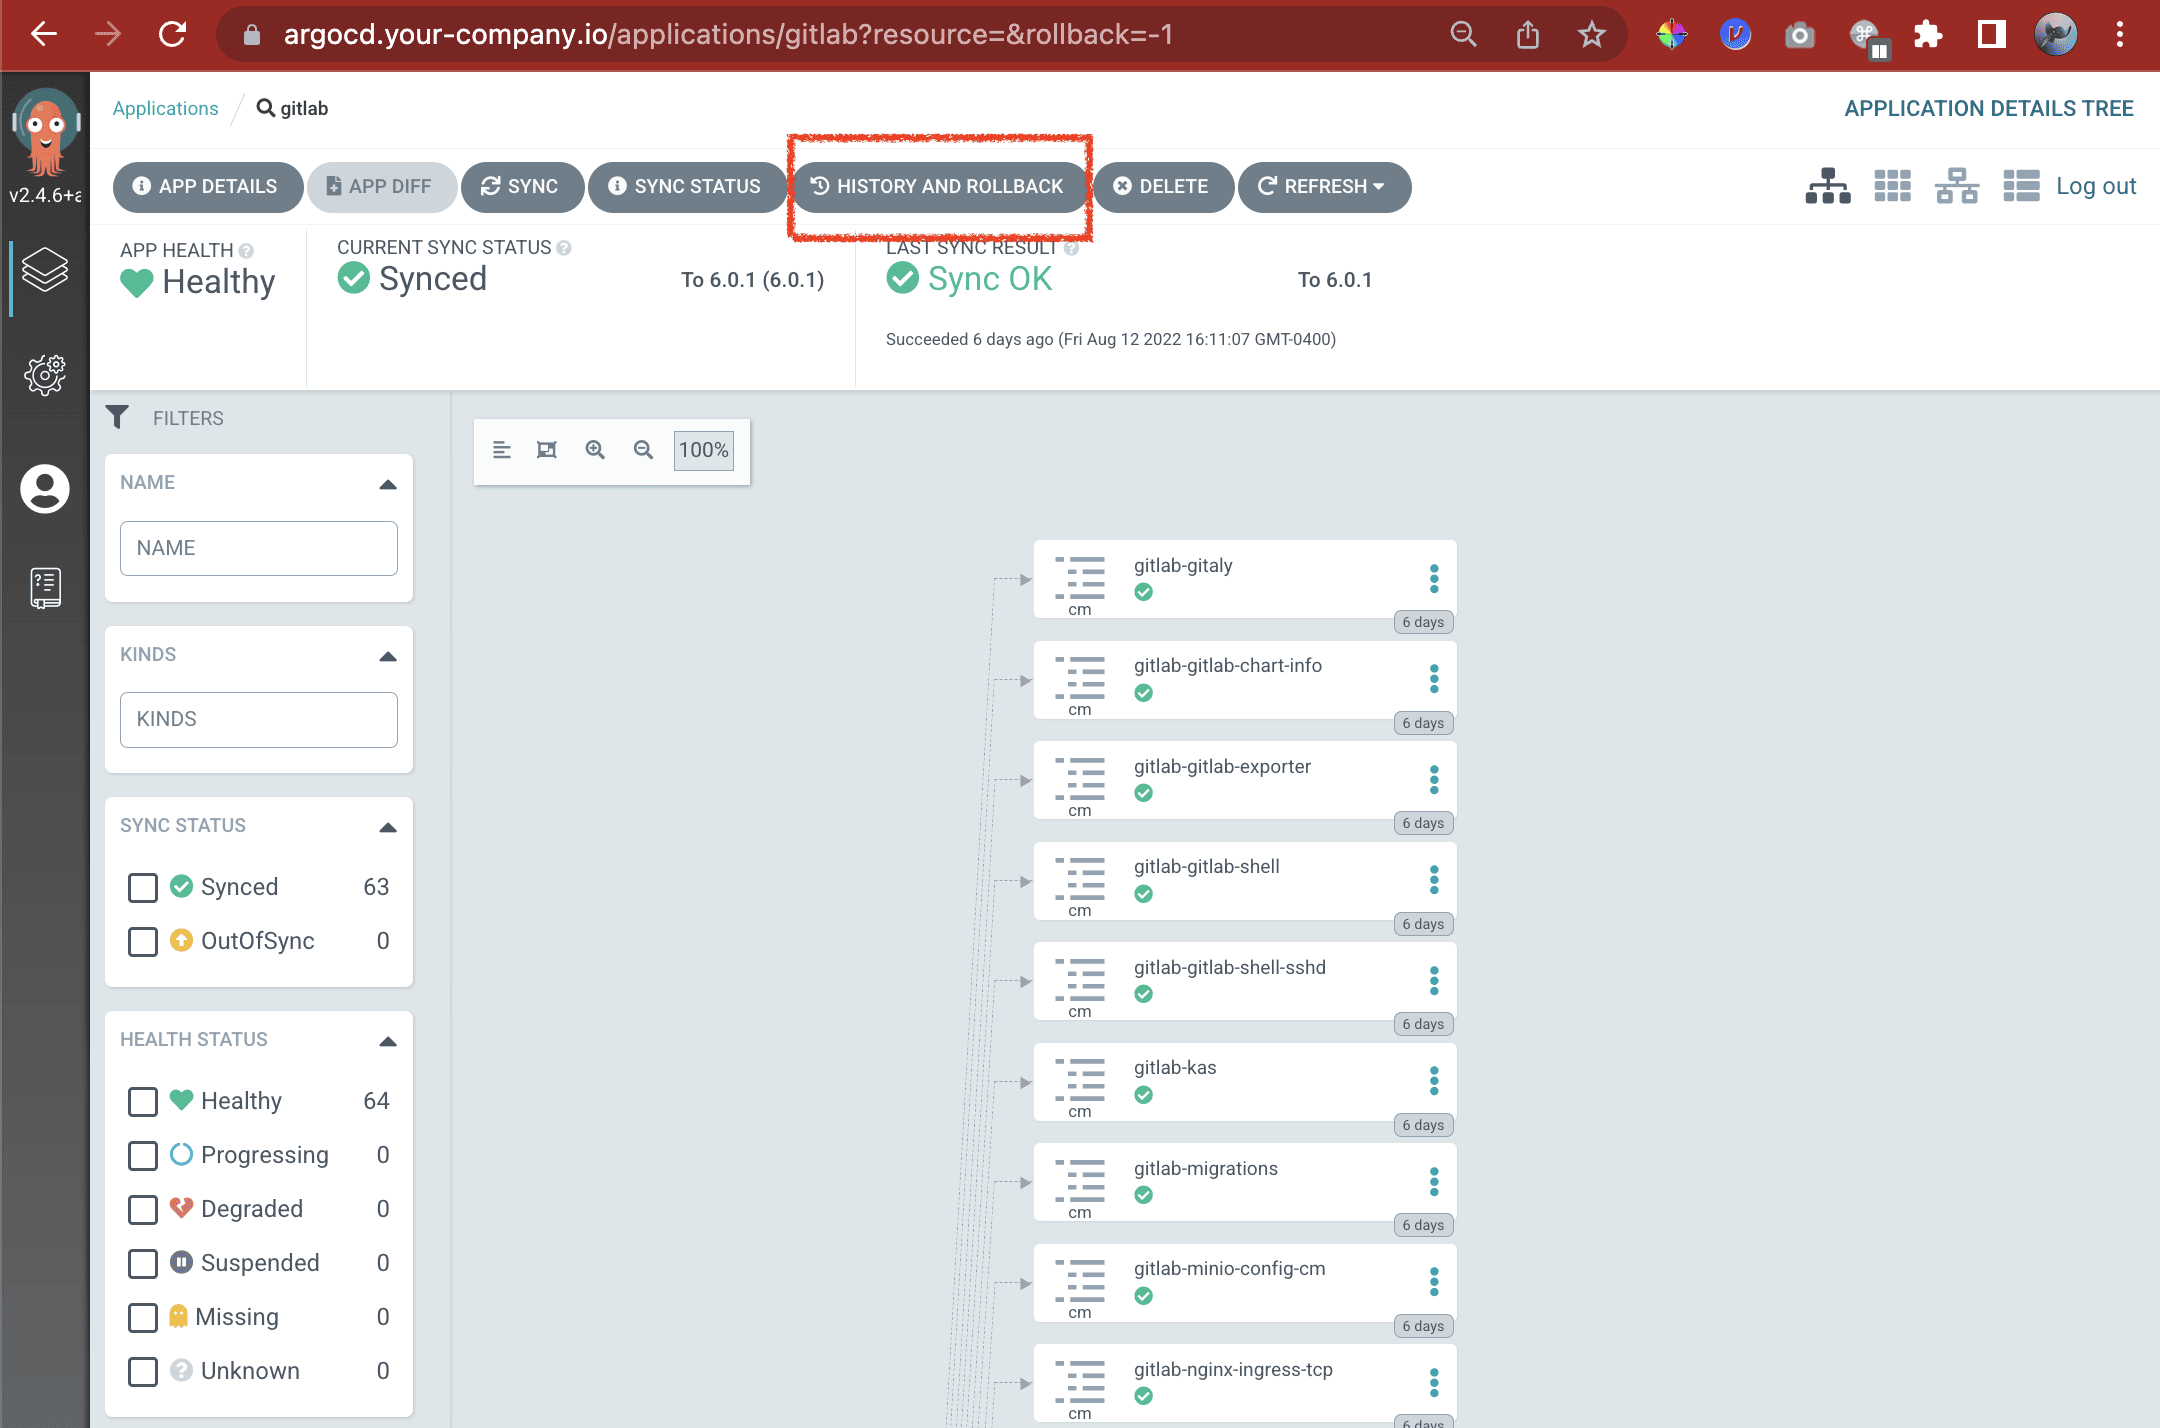 argocd.your-company.io/applications/gitlab?resource=&rollback=-1
Applications / gitlab
APPLICATION DETAILS TREE
APP DETAILS
APP DIFF
SYNC
SYNC STATUS
HISTORY AND ROLLBACK
DELETE
REFRESH
Log out
v2.4.6+a
APP HEALTH
Healthy
CURRENT SYNC STATUS
Synced
To 6.0.1 (6.0.1)
LAST SYNC RESULT
Sync OK
To 6.0.1
Succeeded 6 days ago (Fri Aug 12 2022 16:11:07 GMT-0400)
FILTERS
NAME
NAME
KINDS
KINDS
SYNC STATUS
Synced 63
OutOfSync 0
HEALTH STATUS
Healthy 64
Progressing 0
Degraded 0
Suspended 0
Missing 0
Unknown 0
100%
gitlab-gitaly
cm
6 days
gitlab-gitlab-chart-info
cm
6 days
gitlab-gitlab-exporter
cm
6 days
gitlab-gitlab-shell
cm
6 days
gitlab-gitlab-shell-sshd
cm
6 days
gitlab-kas
cm
6 days
gitlab-migrations
cm
6 days
gitlab-minio-config-cm
cm
6 days
gitlab-nginx-ingress-tcp
cm
6 days